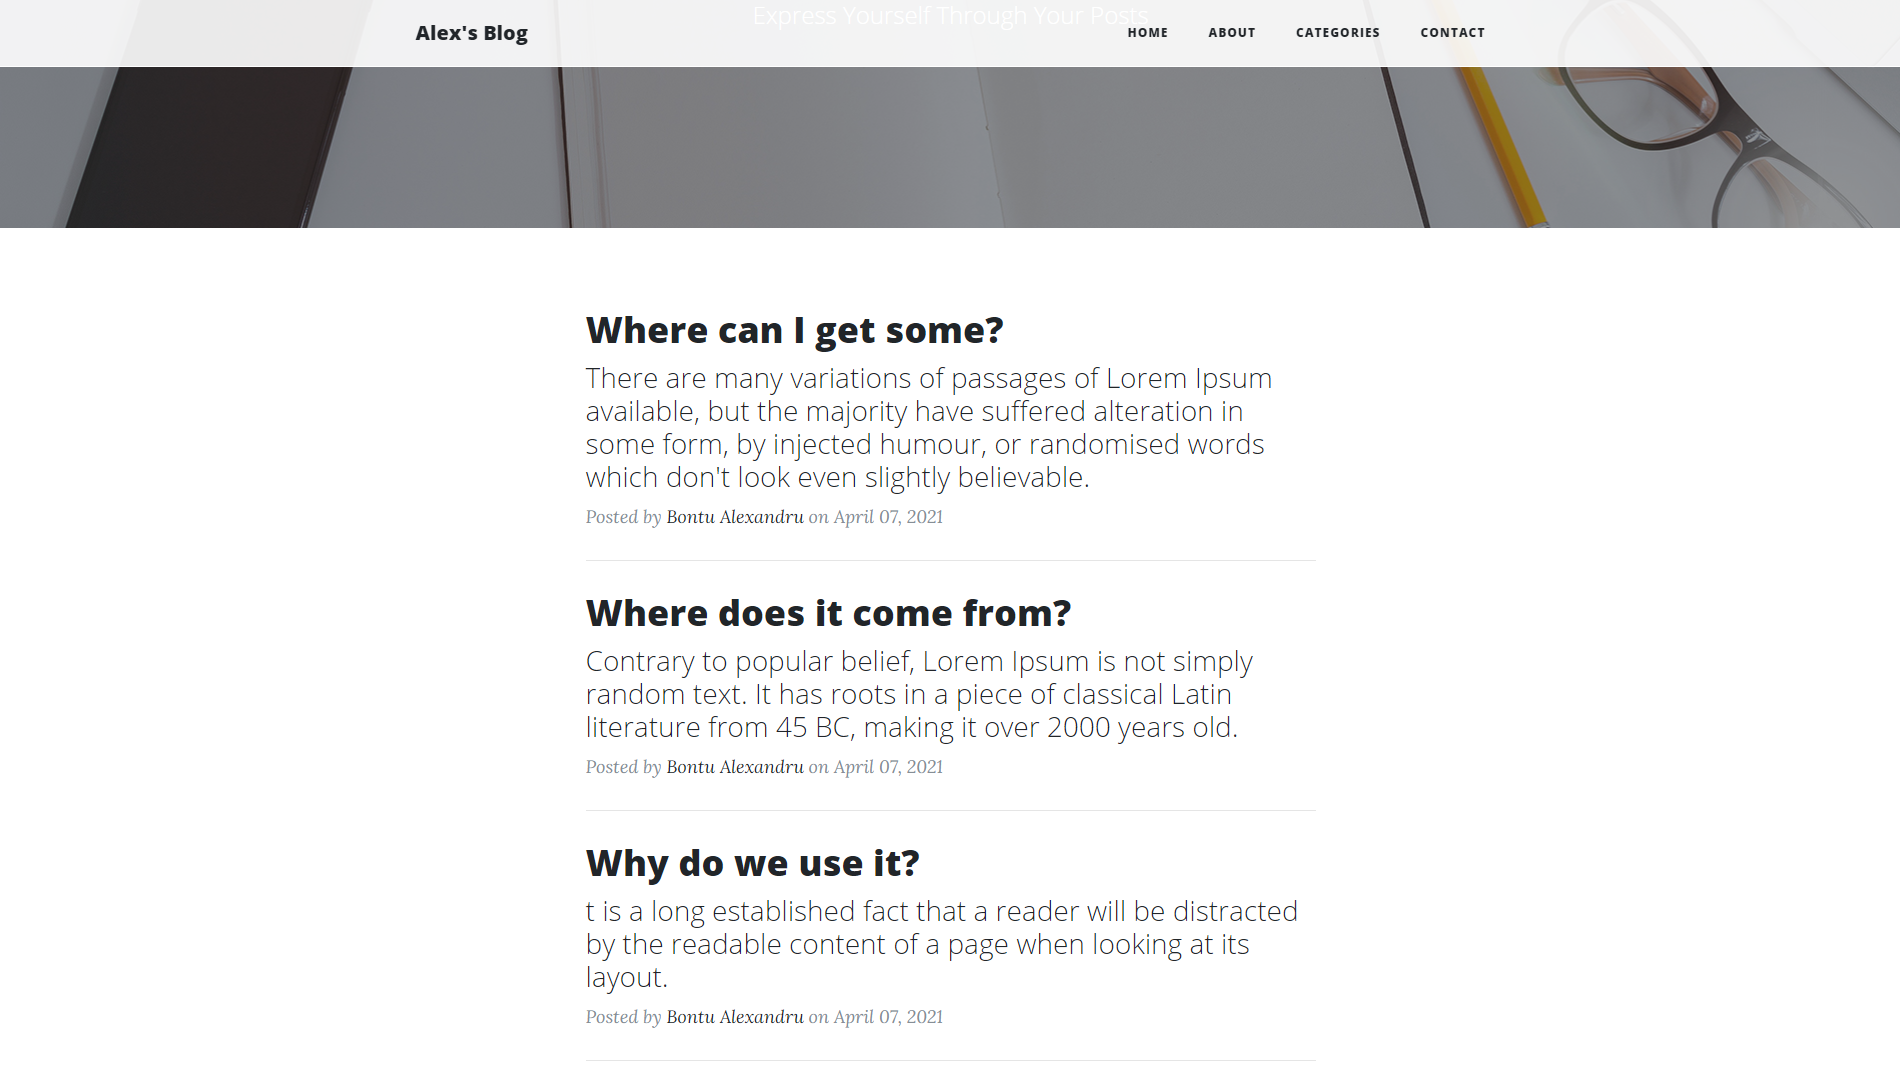 Express Yourself Through Your Posts
Alex's Blog
HOME
ABOUT
CATEGORIES
CONTACT
Where can I get some?
There are many variations of passages of Lorem Ipsum
available, but the majority have suffered alteration in
some form, by injected humour, or randomised words
which don't look even slightly believable.
Posted by Bontu Alexandru on April 07, 2021
Where does it come from?
Contrary to popular belief, Lorem Ipsum is not simply
random text. It has roots in a piece of classical Latin
literature from 45 BC, making it over 2000 years old.
Posted by Bontu Alexandru on April 07, 2021
Why do we use it?
t is a long established fact that a reader will be distracted
by the readable content of a page when looking at its
layout.
Posted by Bontu Alexandru on April 07, 2021